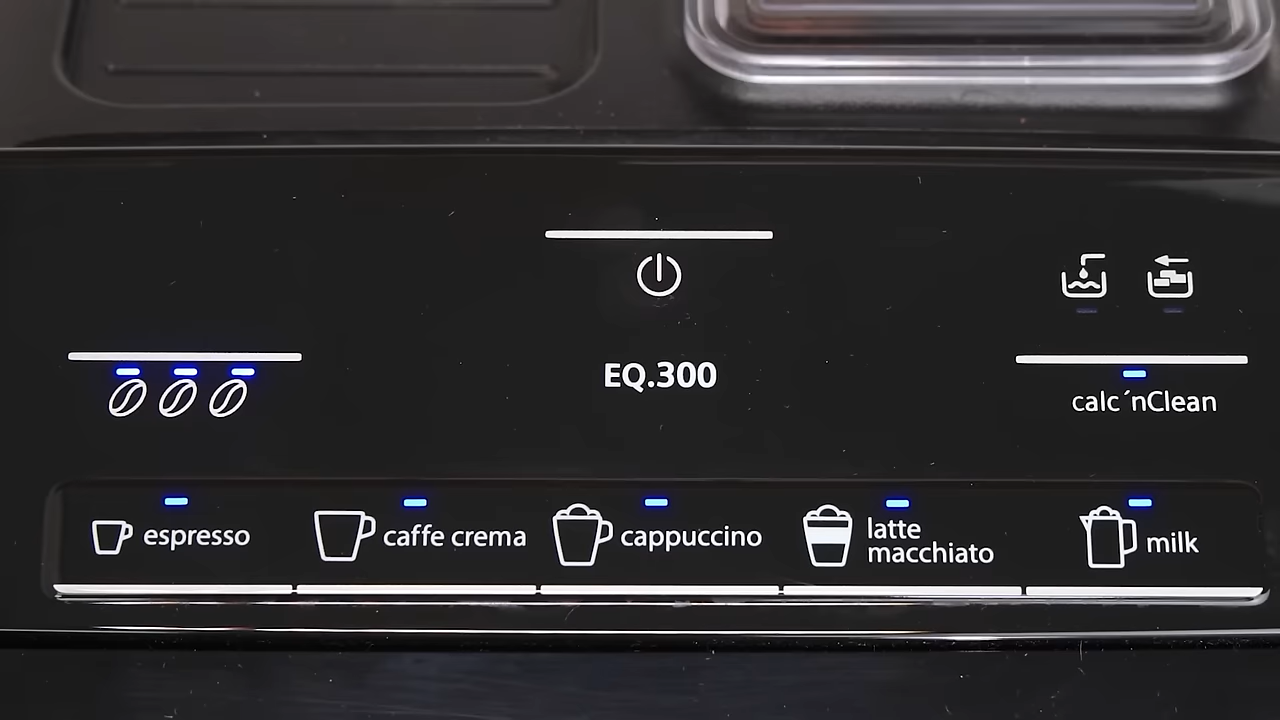 EQ.300
calc´nClean
espresso
caffe crema
cappuccino
latte
macchiato
milk